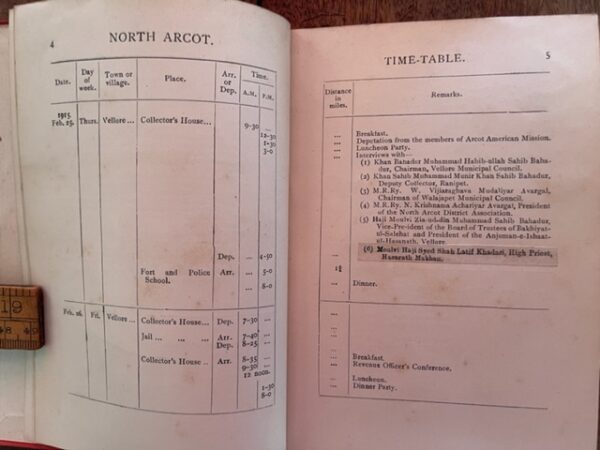 4 NORTH ARCOT.
Date. Day of week. Town or village. Place. Arr. or Dep. Time.
A.M. P.M.
1915.
Feb. 25. Thurs. Vellore ... Collector's House... 9-30 ...
... 12-30
... 1-30
... 3-0
Dep. ... 4-50
Fort and Police School. Arr. ... 5-0
... 8-0
Feb. 26. Fri. Vellore ... Collector's House... Dep. 7-30 ...
Jail ... ... ... Arr. 7-40 ...
Dep. 8-25 ...
Collector's House .. Arr. 8-35 ...
9-30 ...
12 noon.
1-30
8-0
TIME-TABLE. 5
Distance in miles. Remarks.
... Breakfast.
... Deputation from the members of Arcot American Mission.
... Luncheon Party.
... Interviews with—
(1) Khan Bahadur Muhammad Habib-ullah Sahib Baha-
dur, Chairman, Vellore Municipal Council.
(2) Khan Sahib Muhammad Munir Khan Sahib Bahadur,
Deputy Collector, Ranipet.
(3) M.R.Ry. W. Vijiaraghava Mudaliyar Avargal,
Chairman of Walajapet Municipal Council.
(4) M.R.Ry. N. Krishnama Achariyar Avargal, President
of the North Arcot District Association.
(5) Haji Moulvi Zia-ud-din Muhammad Sahib Bahadur,
Vice-President of the Board of Trustees of Bakhiyat-
ul-Salehat and President of the Anjuman-e-Ishaat-
ul-Hasanath, Vellore.
(6) Moulvi Haji Syed Shah Latif Khadari, High Priest,
Hazarath Makhan.
...
... Dinner.
...
...
...
... Breakfast.
... Revenue Officer's Conference.
... Luncheon.
... Dinner Party.
19
48 49